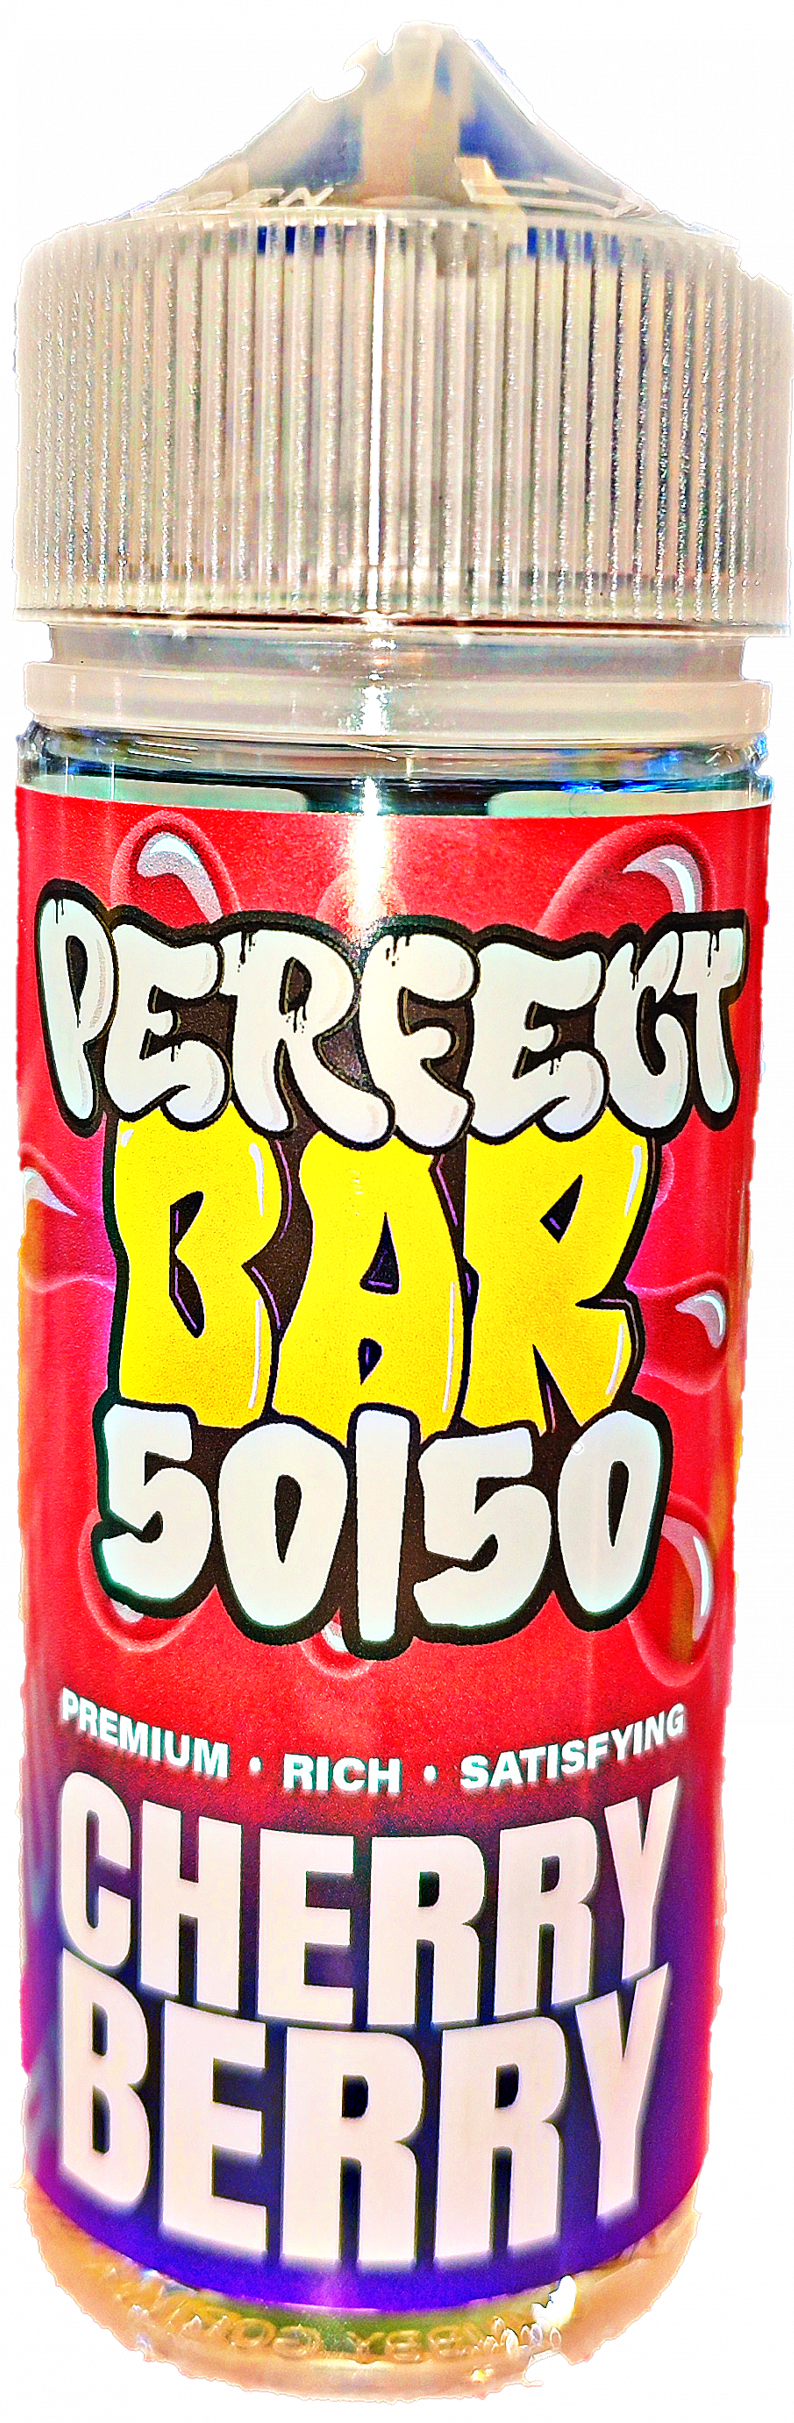 PERFECT
BAR
50|50
PREMIUM • RICH • SATISFYING
CHERRY
BERRY